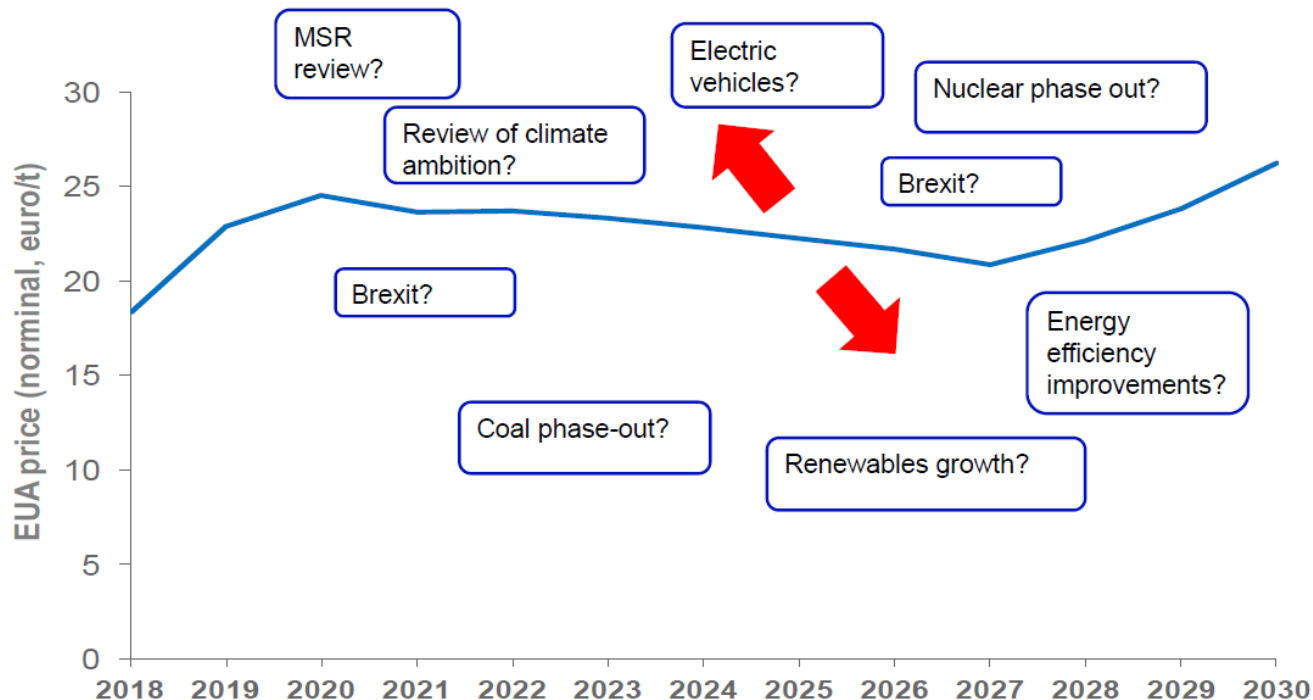 MSR
review?
Electric
vehicles?
Nuclear phase out?
Review of climate
ambition?
Brexit?
Brexit?
Energy
efficiency
improvements?
Coal phase-out?
Renewables growth?
EUA price (norminal, euro/t)
30
25
20
15
10
5
0
2018 2019 2020 2021 2022 2023 2024 2025 2026 2027 2028 2029 2030